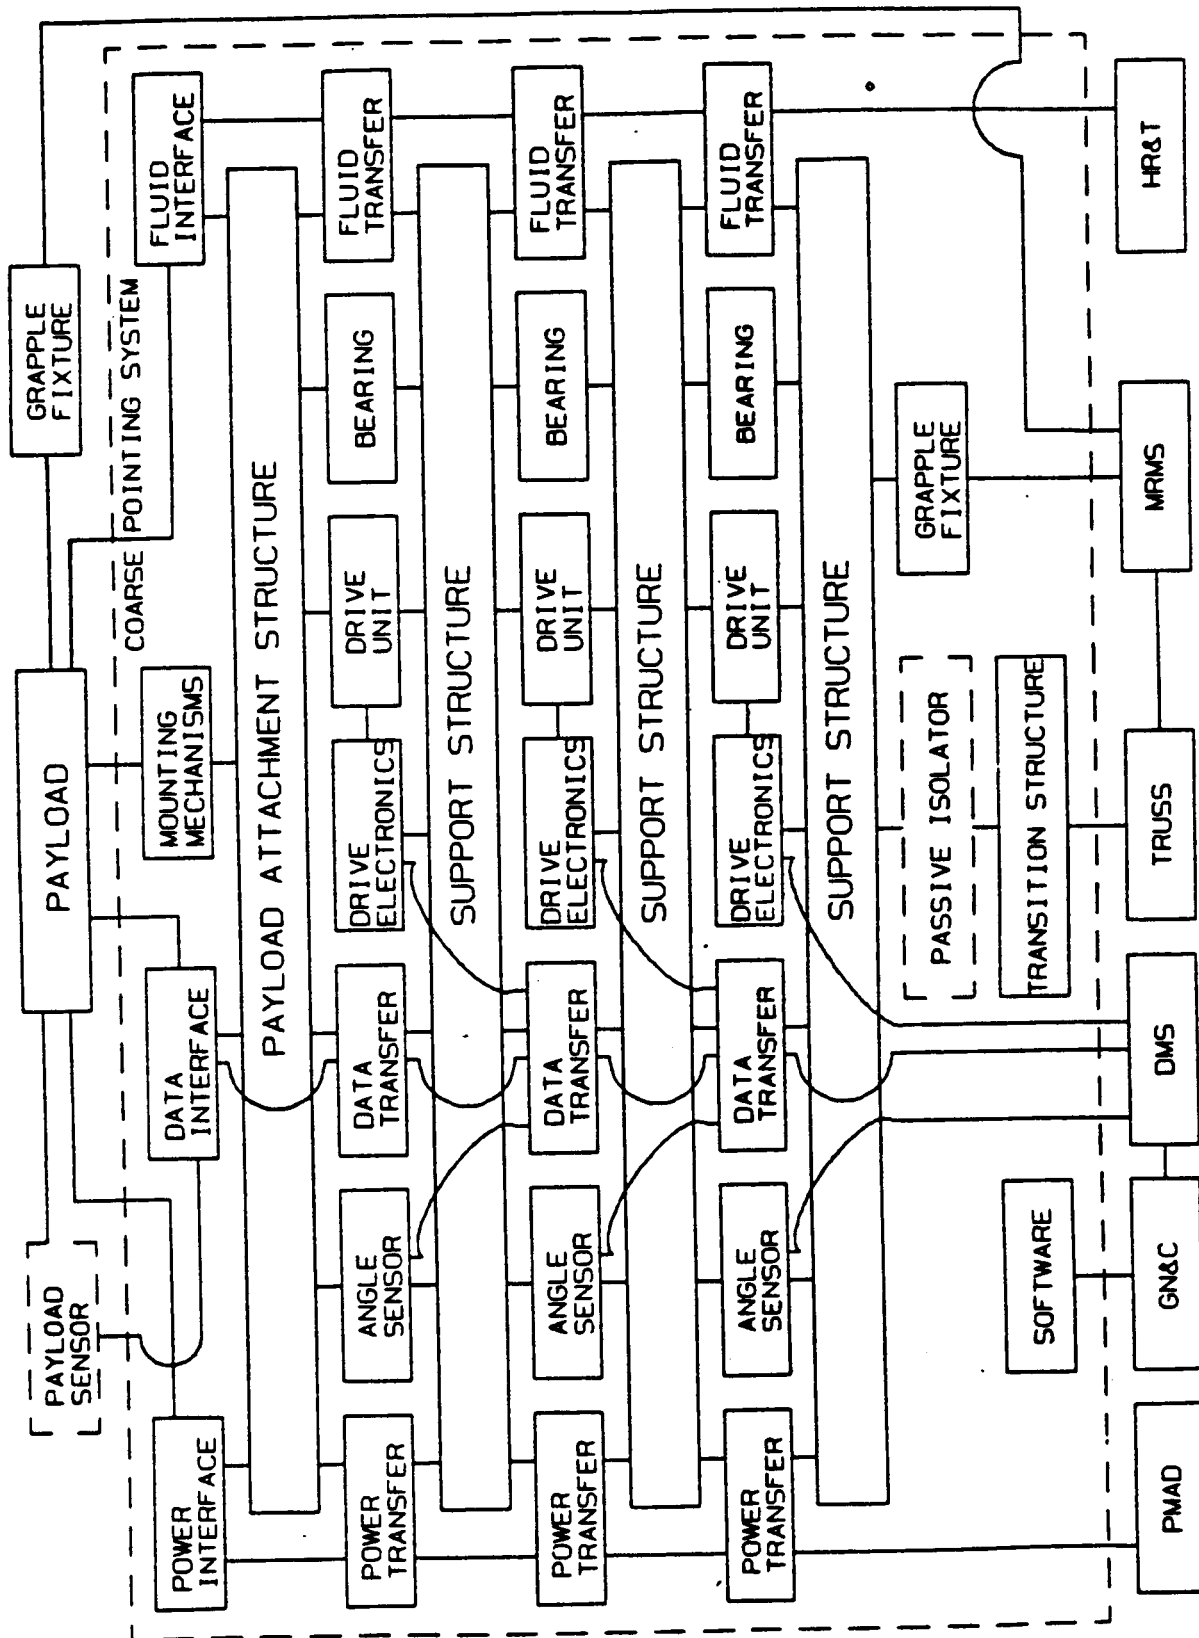 GRAPPLE
FIXTURE
PAYLOAD
PAYLOAD
SENSOR
COARSE POINTING SYSTEM
POWER
INTERFACE
DATA
INTERFACE
MOUNTING
MECHANISMS
FLUID
INTERFACE
PAYLOAD ATTACHMENT STRUCTURE
POWER
TRANSFER
ANGLE
SENSOR
DATA
TRANSFER
DRIVE
ELECTRONICS
DRIVE
UNIT
BEARING
FLUID
TRANSFER
SUPPORT STRUCTURE
POWER
TRANSFER
ANGLE
SENSOR
DATA
TRANSFER
DRIVE
ELECTRONICS
DRIVE
UNIT
BEARING
FLUID
TRANSFER
SUPPORT STRUCTURE
POWER
TRANSFER
ANGLE
SENSOR
DATA
TRANSFER
DRIVE
ELECTRONICS
DRIVE
UNIT
BEARING
FLUID
TRANSFER
SUPPORT STRUCTURE
PASSIVE ISOLATOR
GRAPPLE
FIXTURE
SOFTWARE
TRANSITION STRUCTURE
PMAD
GN&C
DMS
TRUSS
MRMS
HR&T